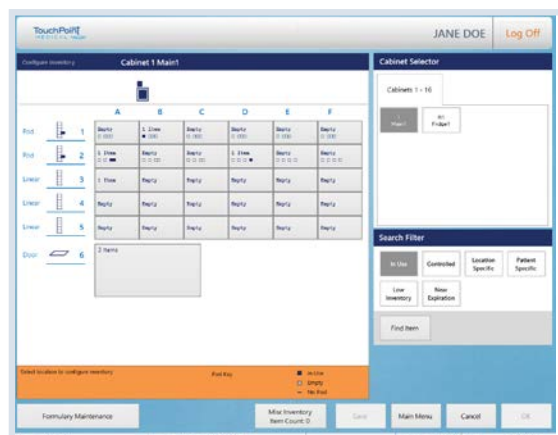 TouchPoint
MEDICAL
JANE DOE
Log Off
Configure Inventory
Cabinet 1 Main1
A B C D E F
Pod 1 Empty 1 Item Empty Empty Empty Empty
Pod 2 1 Item Empty Empty 1 Item Empty Empty
Linear 3 1 Item Empty Empty Empty Empty Empty
Linear 4 Empty Empty Empty Empty Empty Empty
Linear 5 Empty Empty Empty Empty Empty Empty
Door 6 2 Items
Select location to configure inventory
Pod Key
In Use
Empty
No Pod
Cabinet Selector
Cabinets 1 - 16
1
Main1
Search Filter
In Use
Controlled
Location
Specific
Patient
Specific
Low
Inventory
Near
Expiration
Find Item
Formulary Maintenance
Misc Inventory
Item Count: 0
Save
Main Menu
Cancel
OK